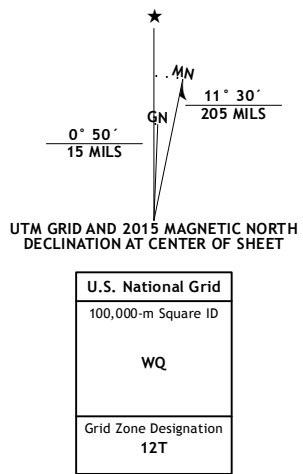 ★
MN
GN
11° 30´
205 MILS
0° 50´
15 MILS
UTM GRID AND 2015 MAGNETIC NORTH
DECLINATION AT CENTER OF SHEET
U.S. National Grid
100,000-m Square ID
WQ
Grid Zone Designation
12T